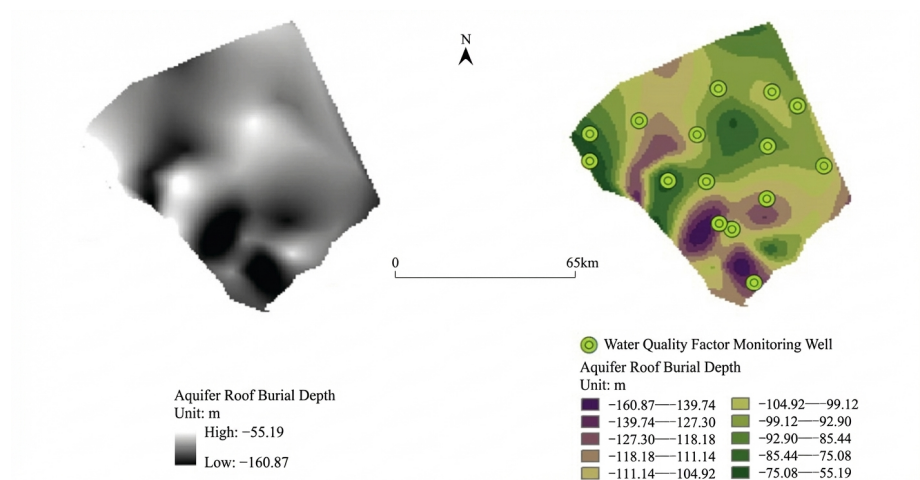 N
0 65km
Aquifer Roof Burial Depth
Unit: m
High: −55.19
Low: −160.87
Water Quality Factor Monitoring Well
Aquifer Roof Burial Depth
Unit: m
−160.87—−139.74
−139.74—−127.30
−127.30—−118.18
−118.18—−111.14
−111.14—−104.92
−104.92—−99.12
−99.12—−92.90
−92.90—−85.44
−85.44—−75.08
−75.08—−55.19